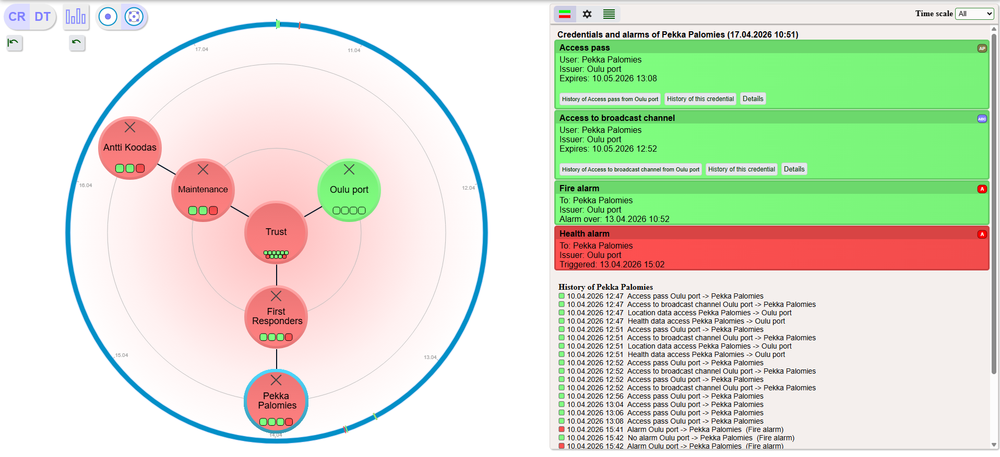 CR DT
17.04
11.04
16.04
12.04
15.04
13.04
14.04
Antti Koodas
Maintenance
Oulu port
Trust
First
Responders
Pekka
Palomies
Time scale All
Credentials and alarms of Pekka Palomies (17.04.2026 10:51)
Access pass AP
User: Pekka Palomies
Issuer: Oulu port
Expires: 10.05.2026 13:08
History of Access pass from Oulu port History of this credential Details
Access to broadcast channel ABC
User: Pekka Palomies
Issuer: Oulu port
Expires: 10.05.2026 12:52
History of Access to broadcast channel from Oulu port History of this credential Details
Fire alarm A
To: Pekka Palomies
Issuer: Oulu port
Alarm over: 13.04.2026 10:52
Health alarm A
To: Pekka Palomies
Issuer: Oulu port
Triggered: 13.04.2026 15:02
History of Pekka Palomies
10.04.2026 12:47 Access pass Oulu port -> Pekka Palomies
10.04.2026 12:47 Access to broadcast channel Oulu port -> Pekka Palomies
10.04.2026 12:47 Location data access Pekka Palomies -> Oulu port
10.04.2026 12:47 Health data access Pekka Palomies -> Oulu port
10.04.2026 12:51 Access pass Oulu port -> Pekka Palomies
10.04.2026 12:51 Access to broadcast channel Oulu port -> Pekka Palomies
10.04.2026 12:51 Location data access Pekka Palomies -> Oulu port
10.04.2026 12:51 Health data access Pekka Palomies -> Oulu port
10.04.2026 12:52 Access pass Oulu port -> Pekka Palomies
10.04.2026 12:52 Access to broadcast channel Oulu port -> Pekka Palomies
10.04.2026 12:52 Access pass Oulu port -> Pekka Palomies
10.04.2026 12:52 Access to broadcast channel Oulu port -> Pekka Palomies
10.04.2026 12:56 Access pass Oulu port -> Pekka Palomies
10.04.2026 13:04 Access pass Oulu port -> Pekka Palomies
10.04.2026 13:06 Access pass Oulu port -> Pekka Palomies
10.04.2026 13:08 Access pass Oulu port -> Pekka Palomies
10.04.2026 15:41 Alarm Oulu port -> Pekka Palomies (Fire alarm)
10.04.2026 15:42 No alarm Oulu port -> Pekka Palomies (Fire alarm)
10.04.2026 15:42 Alarm Oulu port -> Pekka Palomies (Fire alarm)